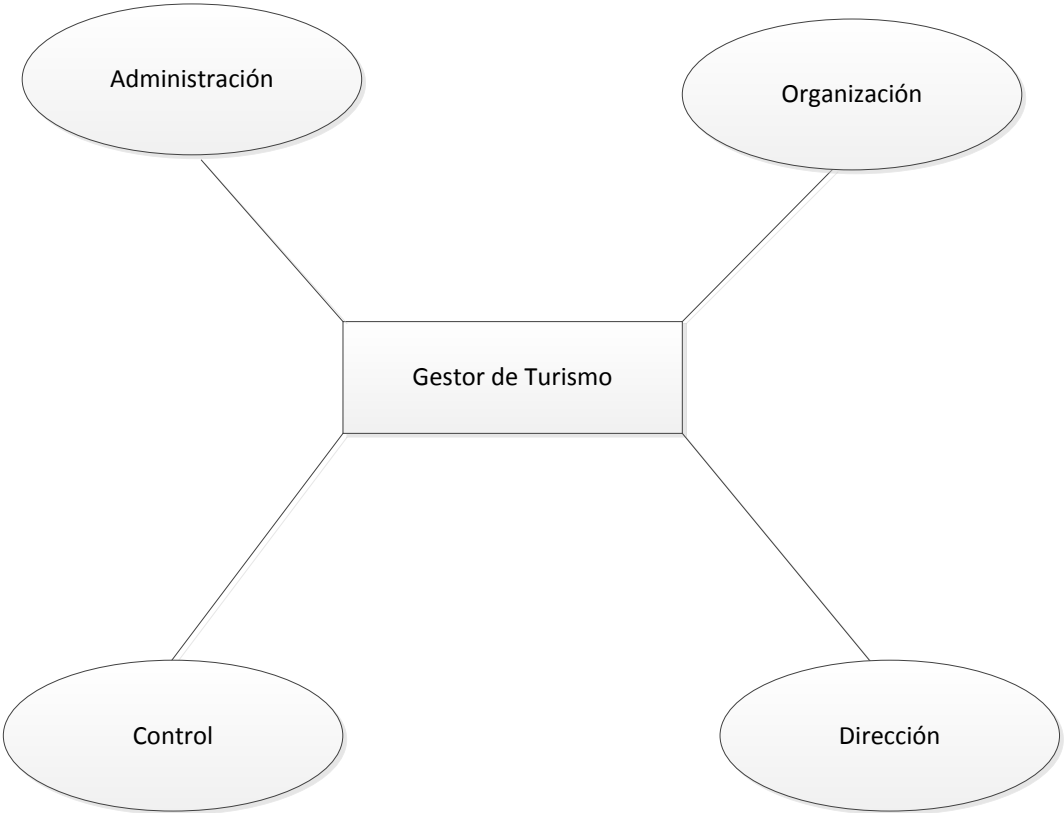 Administración
Organización
Gestor de Turismo
Control
Dirección